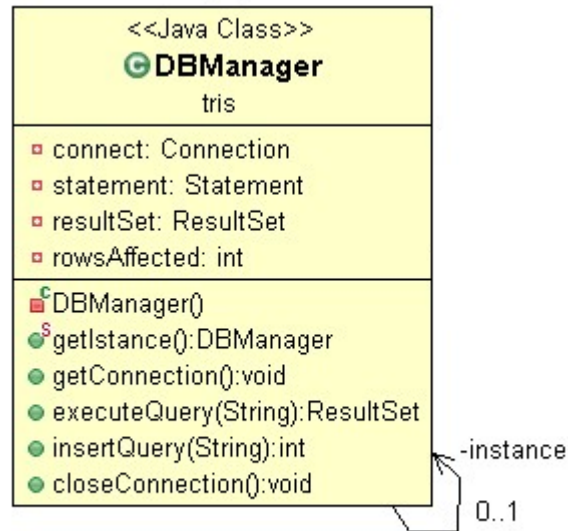 <<Java Class>>
DBManager
tris
connect: Connection
statement: Statement
resultSet: ResultSet
rowsAffected: int
DBManager()
getIstance():DBManager
getConnection():void
executeQuery(String):ResultSet
insertQuery(String):int
closeConnection():void
-instance
0..1